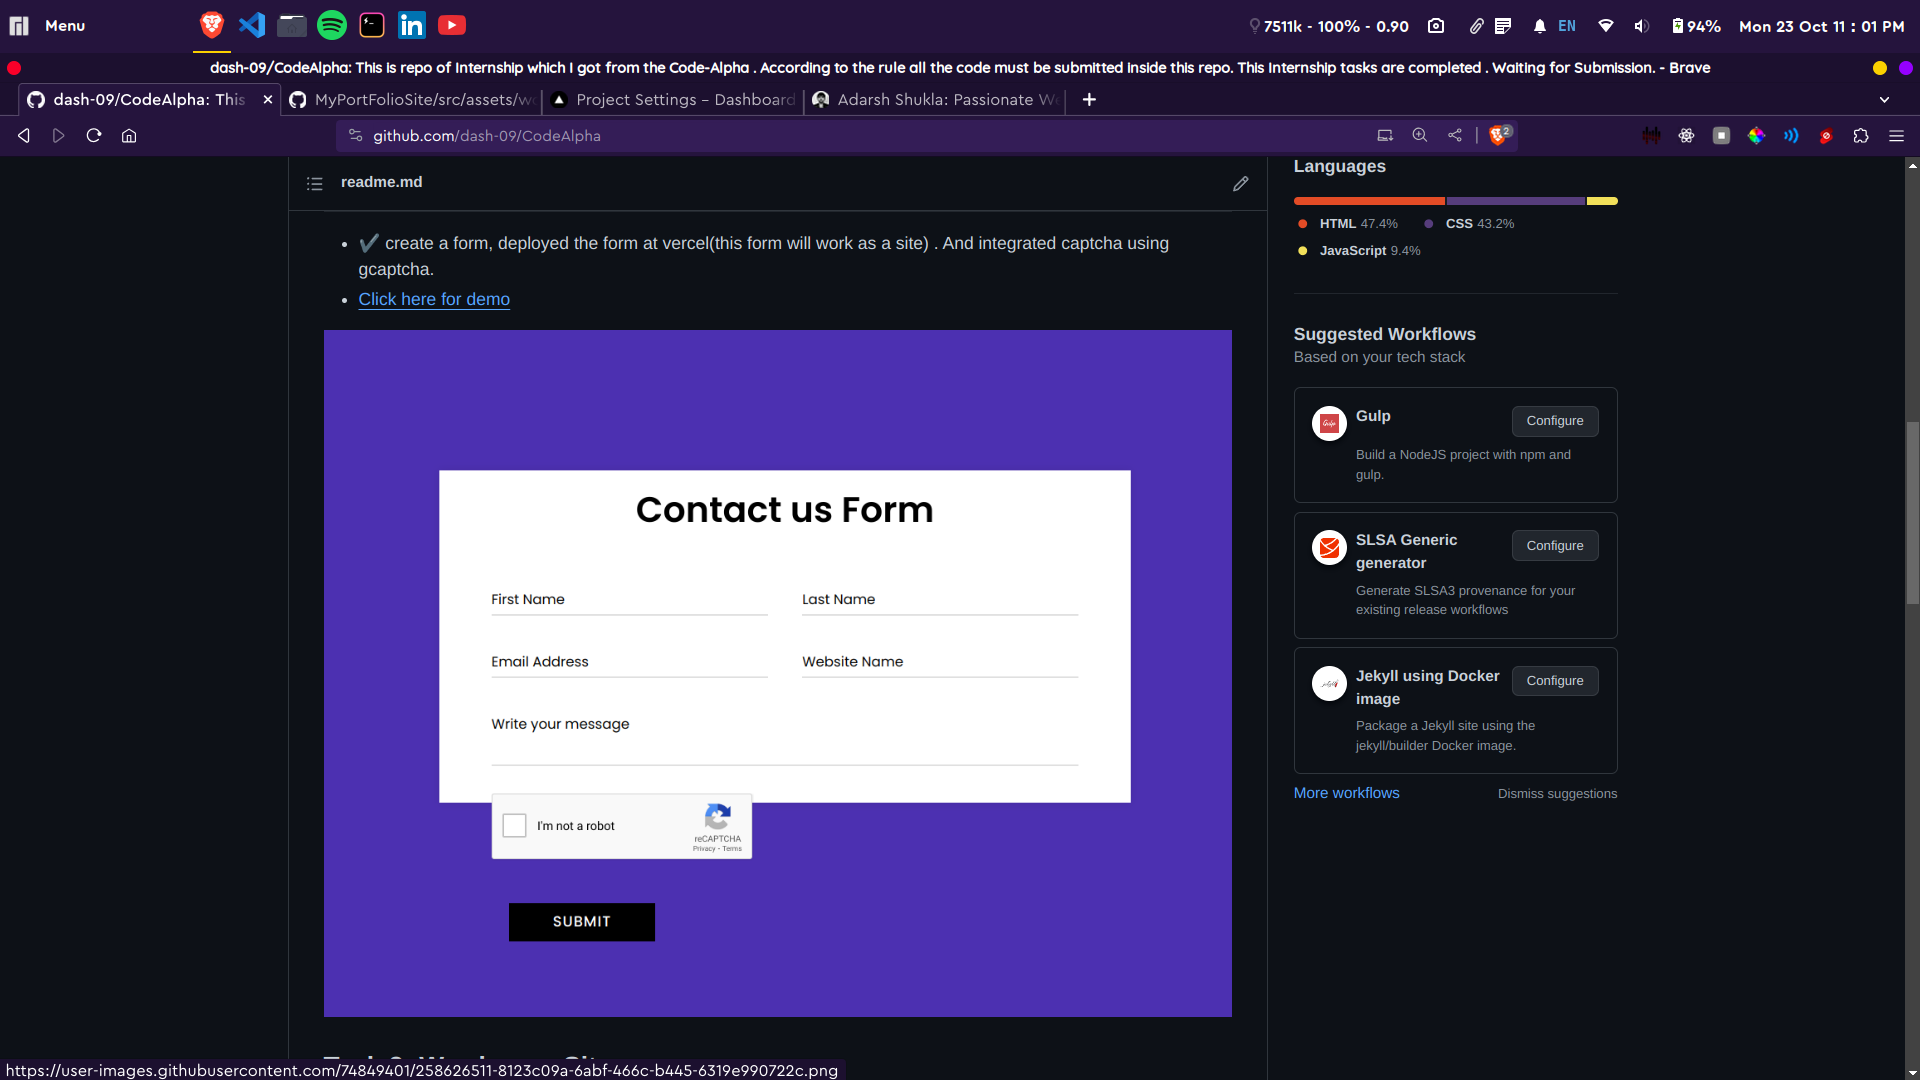 Menu
7511k - 100% - 0.90
EN
94%
Mon 23 Oct 11 : 01 PM
dash-09/CodeAlpha: This is repo of Internship which I got from the Code-Alpha . According to the rule all the code must be submitted inside this repo. This Internship tasks are completed . Waiting for Submission. - Brave
dash-09/CodeAlpha: This
MyPortFolioSite/src/assets/w
Project Settings – Dashboard
Adarsh Shukla: Passionate We
github.com/dash-09/CodeAlpha
2
readme.md
✔ create a form, deployed the form at vercel(this form will work as a site) . And integrated captcha using
gcaptcha.
Click here for demo
Contact us Form
First Name
Last Name
Email Address
Website Name
Write your message
I'm not a robot
reCAPTCHA
Privacy - Terms
SUBMIT
Languages
HTML 47.4%
CSS 43.2%
JavaScript 9.4%
Suggested Workflows
Based on your tech stack
Gulp
Gulp
Configure
Build a NodeJS project with npm and
gulp.
SLSA Generic
generator
Configure
Generate SLSA3 provenance for your
existing release workflows
Jekyll using Docker
image
Configure
Package a Jekyll site using the
jekyll/builder Docker image.
More workflows
Dismiss suggestions
https://user-images.githubusercontent.com/74849401/258626511-8123c09a-6abf-466c-b445-6319e990722c.png